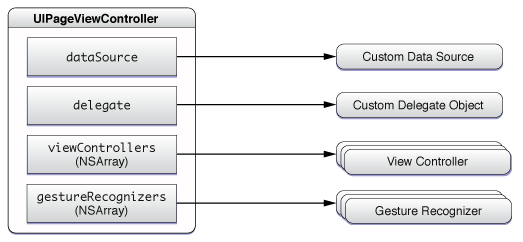 UIPageViewController
dataSource
Custom Data Source
delegate
Custom Delegate Object
viewControllers
(NSArray)
View Controller
gestureRecognizers
(NSArray)
Gesture Recognizer